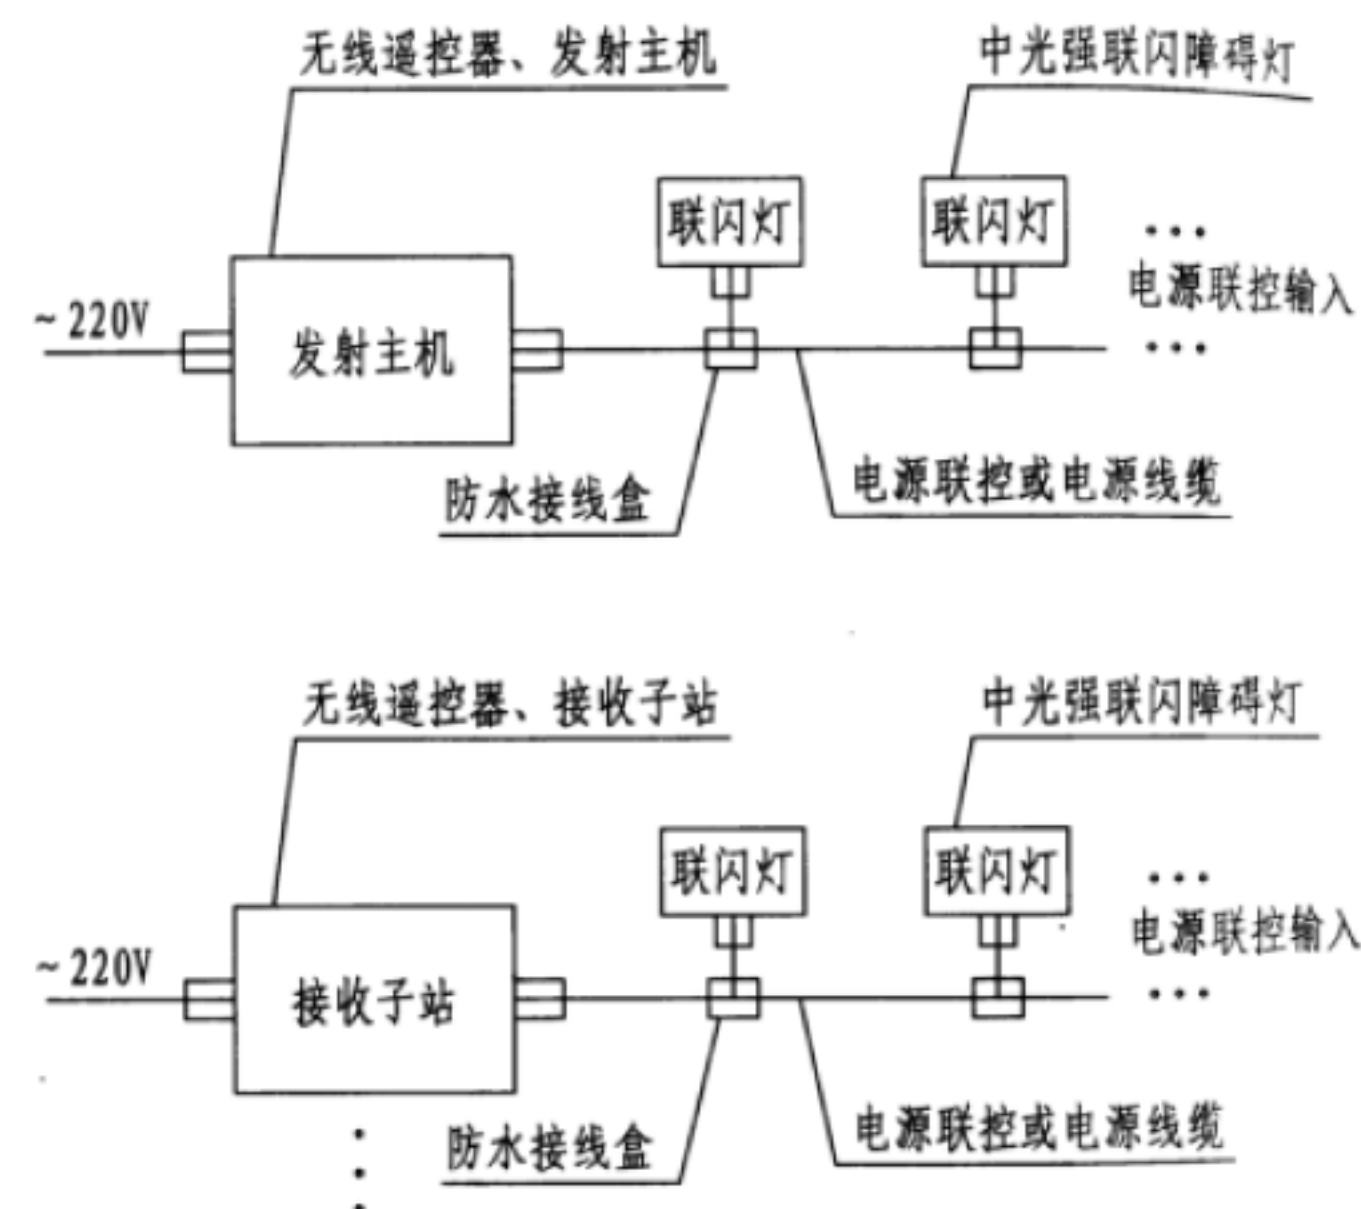 无线遥控器、发射主机
中光强联闪障碍灯
联闪灯
联闪灯
~220V
发射主机
电源联控输入
防水接线盒
电源联控或电源线缆
无线遥控器、接收子站
中光强联闪障碍灯
联闪灯
联闪灯
~220V
接收子站
电源联控输入
防水接线盒
电源联控或电源线缆